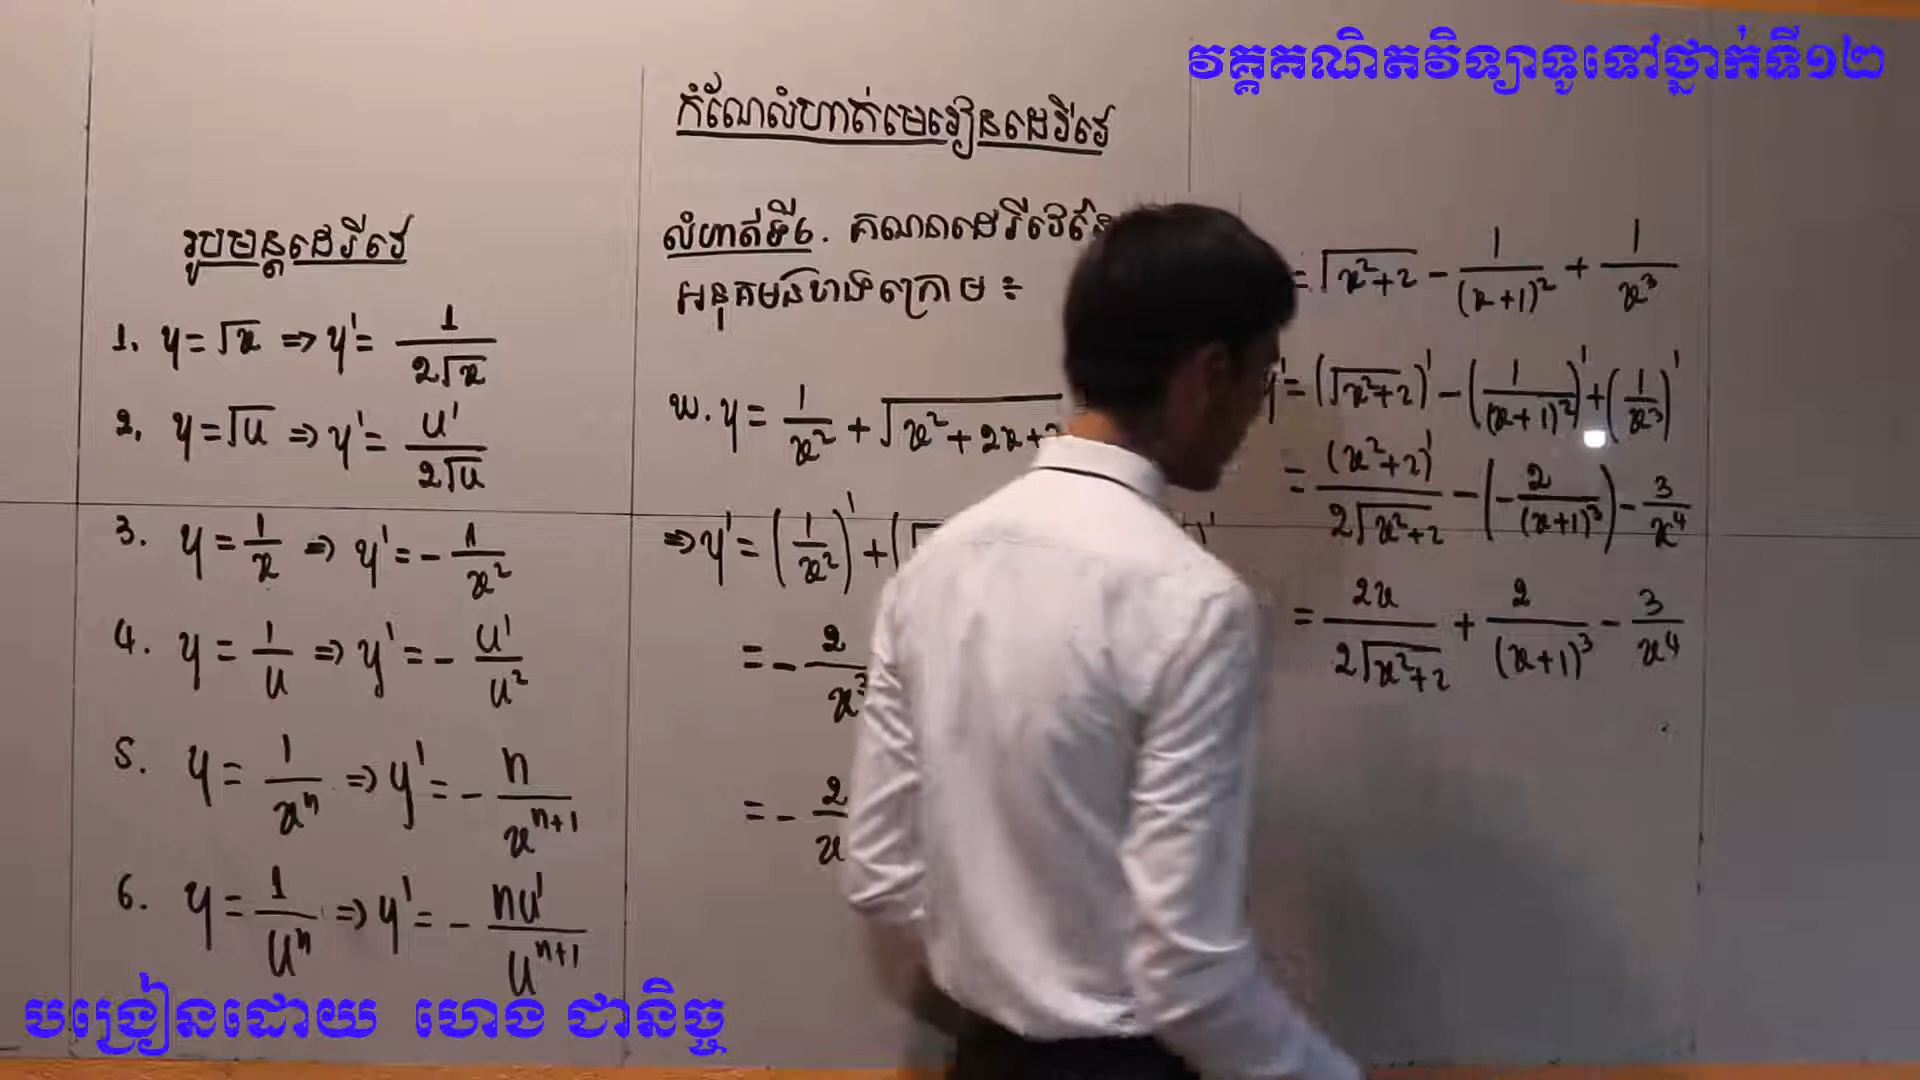 វគ្គគណិតវិទ្យាទូទៅថ្នាក់ទី១២
កំណែលំហាត់មេរៀនដេរីវេ
រូបមន្តដេរីវេ
1. y = √x ⇒ y' = 1/(2√x)
2. y = √u ⇒ y' = u'/(2√u)
3. y = 1/x ⇒ y' = - 1/x²
4. y = 1/u ⇒ y' = - u'/u²
5. y = 1/xⁿ ⇒ y' = - n/xⁿ⁺¹
6. y = 1/uⁿ ⇒ y' = - nu'/uⁿ⁺¹
លំហាត់ទី៦. គណនាដេរីវេនៃ
អនុគមន៍ខាងក្រោម ៖
y = 1/x² + √(x² + 2x +
⇒ y' = (1/x²)' + (√
= - 2/x³
= - 2/x
= √(x²+2) - 1/(x+1)² + 1/x³
y' = (√(x²+2))' - (1/(x+1)²)' + (1/x³)'
= (x²+2)'/(2√(x²+2)) - (- 2/(x+1)³) - 3/x⁴
= 2x/(2√(x²+2)) + 2/(x+1)³ - 3/x⁴
បង្រៀនដោយ ហេង ជានិច្ច